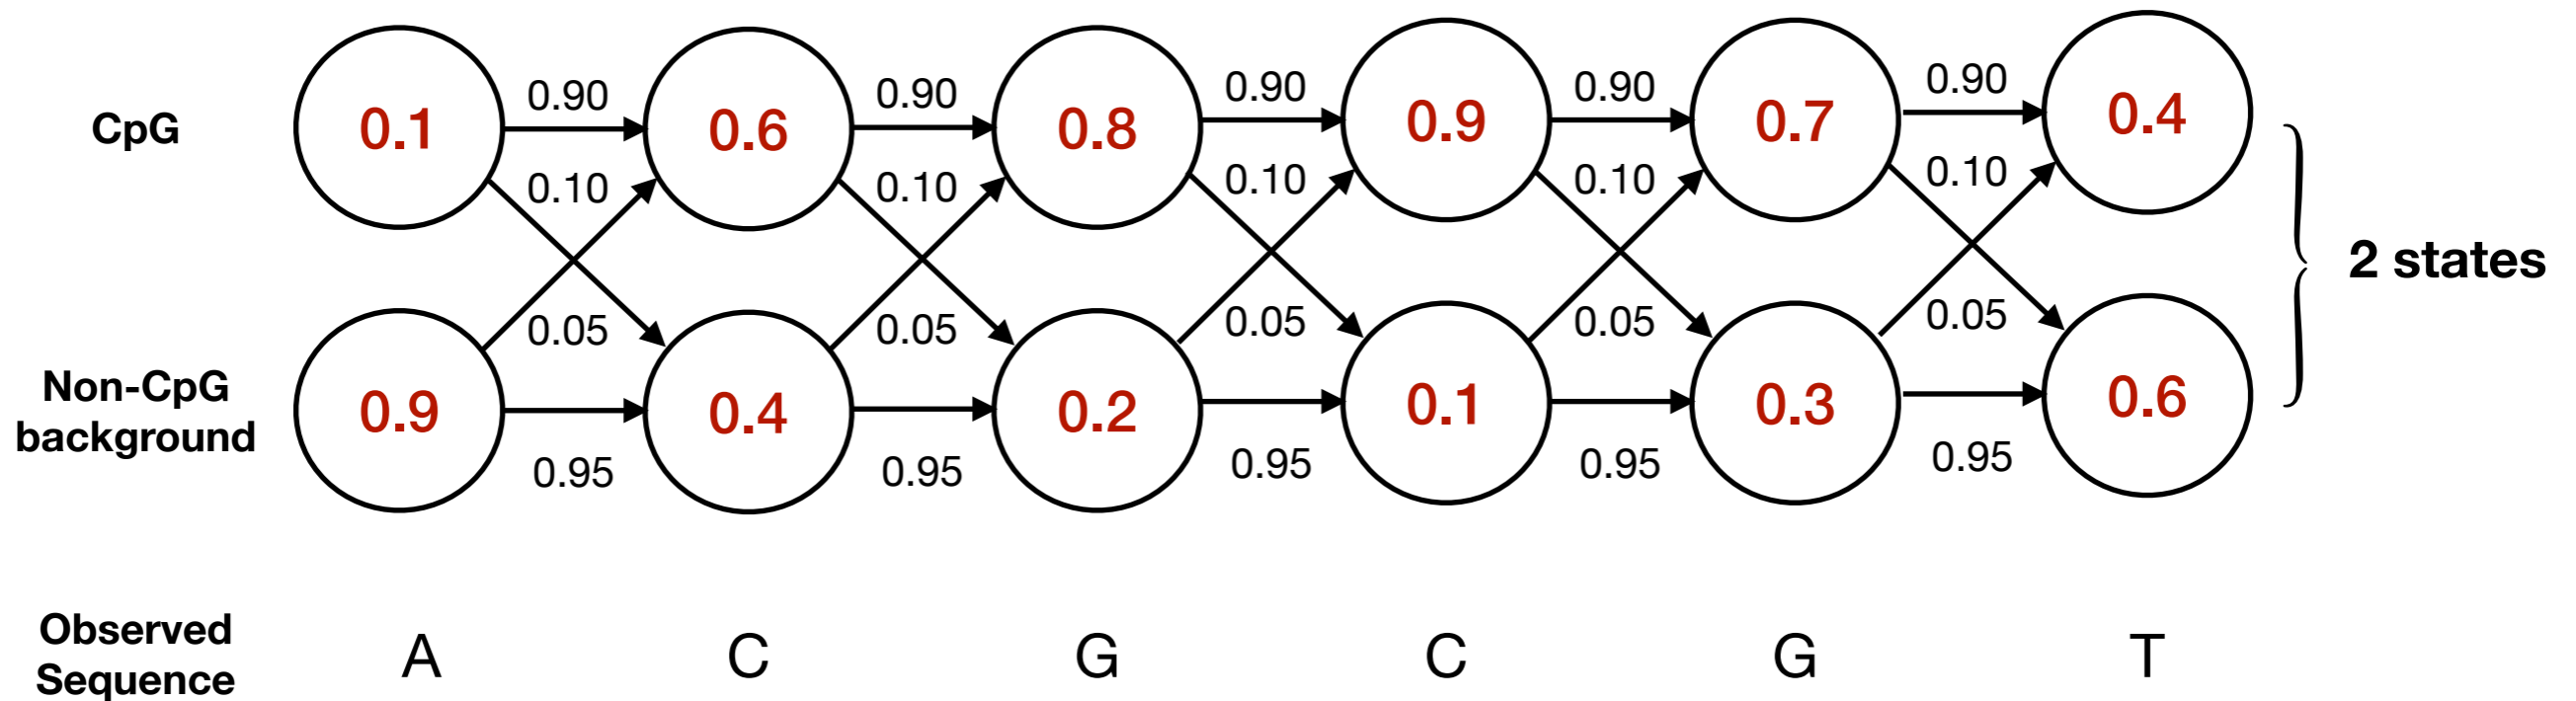 0.90 0.90 0.90 0.90 0.90
CpG 0.1 0.6 0.8 0.9 0.7 0.4
0.10 0.10 0.10 0.10 0.10
2 states
0.05 0.05 0.05 0.05 0.05
Non-CpG
background
0.9 0.4 0.2 0.1 0.3 0.6
0.95 0.95 0.95 0.95 0.95
Observed
Sequence
A C G C G T